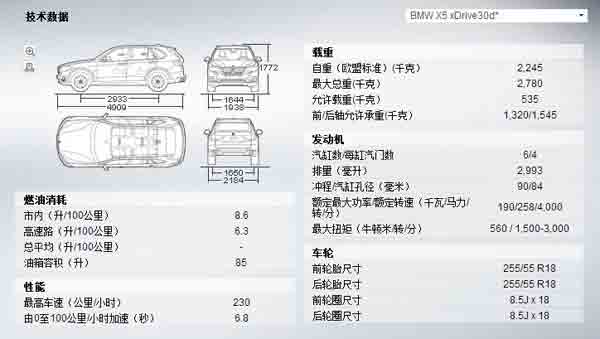 技术数据
BMW X5 xDrive30d*
1772
2933
4909
1644
1938
1650
2184
燃油消耗
市内（升/100公里） 8.6
高速路（升/100公里） 6.3
总平均（升/100公里） -
油箱容积（升） 85
性能
最高车速（公里/小时） 230
由0至100公里/小时加速（秒） 6.8
载重
自重（欧盟标准）(千克) 2,245
最大总重(千克) 2,780
允许载重(千克) 535
前/后轴允许承重(千克) 1,320/1,545
发动机
汽缸数/每缸汽门数 6/4
排量（毫升） 2,993
冲程/汽缸孔径（毫米） 90/84
额定最大功率/额定转速（千瓦/马力/
转/分） 190/258/4,000
最大扭矩（牛顿米/转/分） 560 / 1,500-3,000
车轮
前轮胎尺寸 255/55 R18
后轮胎尺寸 255/55 R18
前轮圈尺寸 8.5J x 18
后轮圈尺寸 8.5J x 18